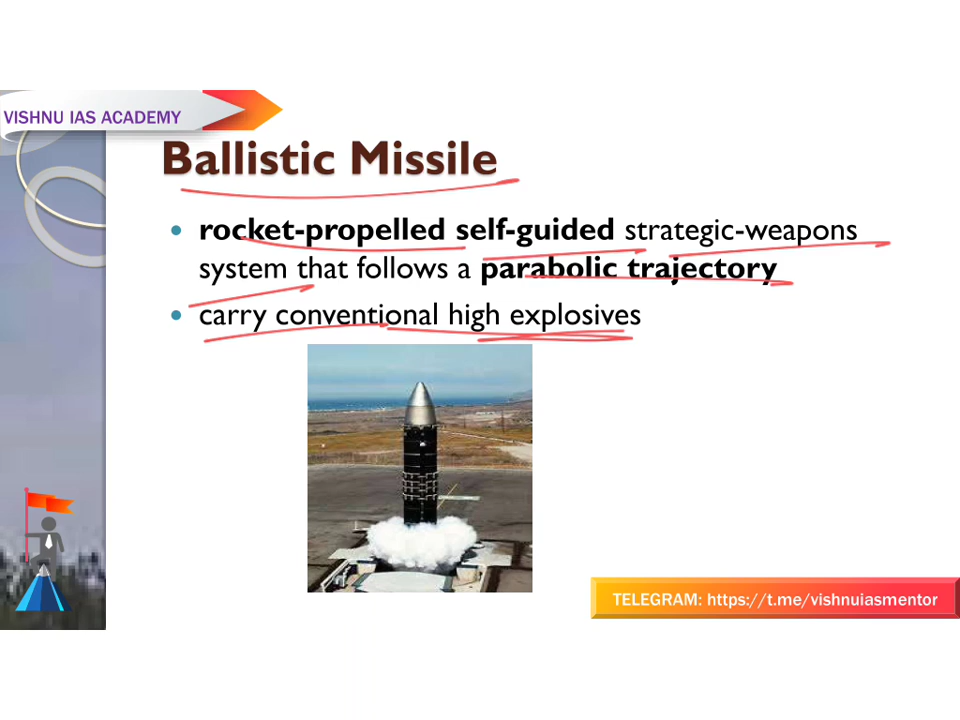 VISHNU IAS ACADEMY
Ballistic Missile
rocket-propelled self-guided strategic-weapons
system that follows a parabolic trajectory
carry conventional high explosives
TELEGRAM: https://t.me/vishnuiasmentor